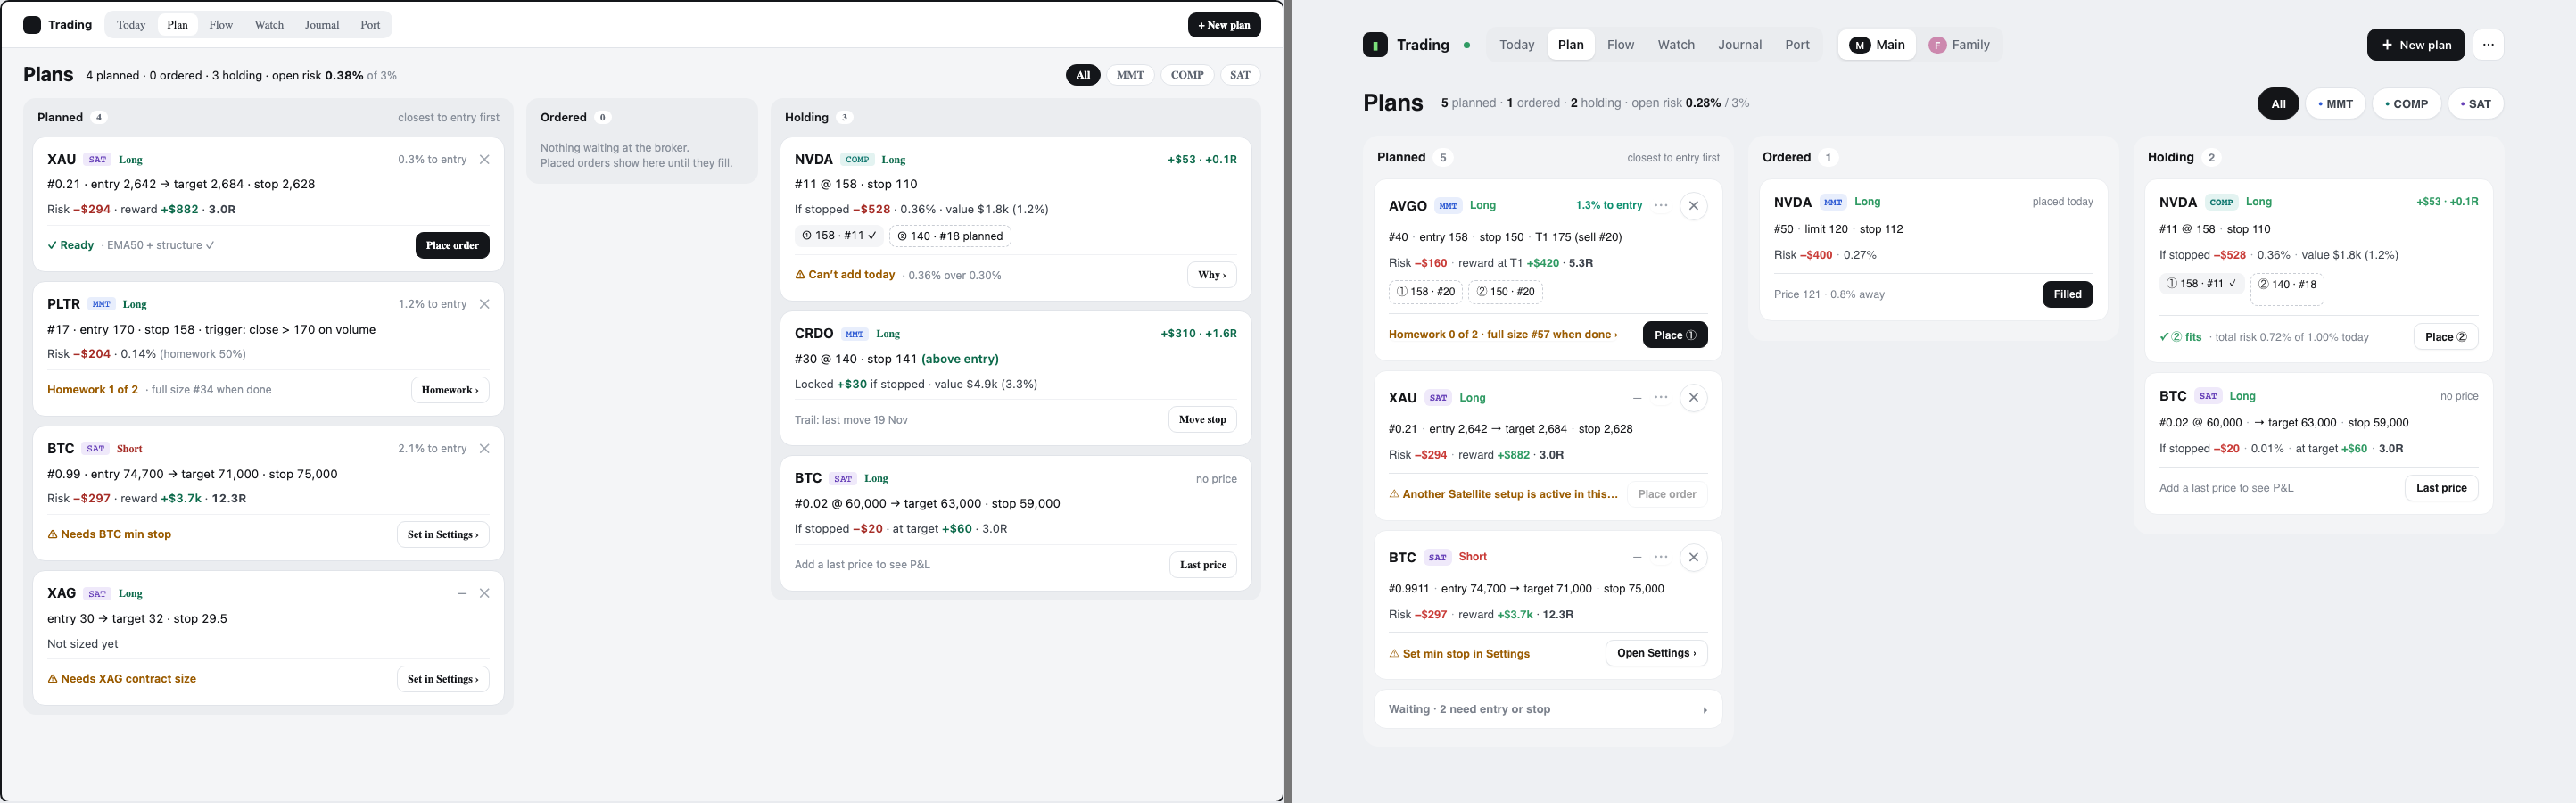 Trading Today Plan Flow Watch Journal Port + New plan
Plans 4 planned · 0 ordered · 3 holding · open risk 0.38% of 3% All MMT COMP SAT
Planned 4 closest to entry first
XAU SAT Long 0.3% to entry ×
#0.21 · entry 2,642 → target 2,684 · stop 2,628
Risk −$294 · reward +$882 · 3.0R
✓ Ready · EMA50 + structure ✓ Place order
PLTR MMT Long 1.2% to entry ×
#17 · entry 170 · stop 158 · trigger: close > 170 on volume
Risk −$204 · 0.14% (homework 50%)
Homework 1 of 2 · full size #34 when done Homework ›
BTC SAT Short 2.1% to entry ×
#0.99 · entry 74,700 → target 71,000 · stop 75,000
Risk −$297 · reward +$3.7k · 12.3R
⚠ Needs BTC min stop Set in Settings ›
XAG SAT Long – ×
entry 30 → target 32 · stop 29.5
Not sized yet
⚠ Needs XAG contract size Set in Settings ›
Ordered 0
Nothing waiting at the broker.
Placed orders show here until they fill.
Holding 3
NVDA COMP Long +$53 · +0.1R
#11 @ 158 · stop 110
If stopped −$528 · 0.36% · value $1.8k (1.2%)
① 158 · #11 ✓ ② 140 · #18 planned
⚠ Can't add today · 0.36% over 0.30% Why ›
CRDO MMT Long +$310 · +1.6R
#30 @ 140 · stop 141 (above entry)
Locked +$30 if stopped · value $4.9k (3.3%)
Trail: last move 19 Nov Move stop
BTC SAT Long no price
#0.02 @ 60,000 → target 63,000 · stop 59,000
If stopped −$20 · at target +$60 · 3.0R
Add a last price to see P&L Last price
Trading Today Plan Flow Watch Journal Port M Main F Family + New plan ···
Plans 5 planned · 1 ordered · 2 holding · open risk 0.28% / 3% All • MMT • COMP • SAT
Planned 5 closest to entry first
AVGO MMT Long 1.3% to entry ··· ×
#40 · entry 158 · stop 150 · T1 175 (sell #20)
Risk −$160 · reward at T1 +$420 · 5.3R
① 158 · #20 ② 150 · #20
Homework 0 of 2 · full size #57 when done › Place ①
XAU SAT Long – ··· ×
#0.21 · entry 2,642 → target 2,684 · stop 2,628
Risk −$294 · reward +$882 · 3.0R
⚠ Another Satellite setup is active in this... Place order
BTC SAT Short – ··· ×
#0.9911 · entry 74,700 → target 71,000 · stop 75,000
Risk −$297 · reward +$3.7k · 12.3R
⚠ Set min stop in Settings Open Settings ›
Waiting · 2 need entry or stop ›
Ordered 1
NVDA MMT Long placed today
#50 · limit 120 · stop 112
Risk −$400 · 0.27%
Price 121 · 0.8% away Filled
Holding 2
NVDA COMP Long +$53 · +0.1R
#11 @ 158 · stop 110
If stopped −$528 · 0.36% · value $1.8k (1.2%)
① 158 · #11 ✓ ② 140 · #18
✓ ② fits · total risk 0.72% of 1.00% today Place ②
BTC SAT Long no price
#0.02 @ 60,000 · → target 63,000 · stop 59,000
If stopped −$20 · 0.01% · at target +$60 · 3.0R
Add a last price to see P&L Last price